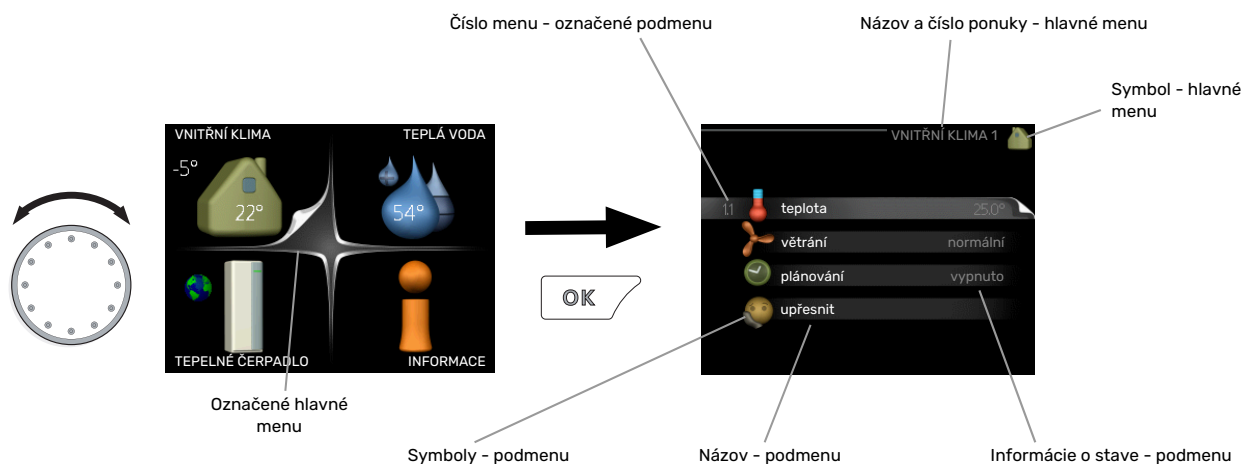 Číslo menu - označené podmenu
Názov a číslo ponuky - hlavné menu
Symbol - hlavné
menu
VNITŘNÍ KLIMA
TEPLÁ VODA
-5°
22°
54°
TEPELNÉ ČERPADLO
INFORMACE
OK
VNITŘNÍ KLIMA 1
1.1
teplota
25.0°
větrání
normální
plánování
vypnuto
upřesnit
Označené hlavné
menu
Symboly - podmenu
Názov - podmenu
Informácie o stave - podmenu